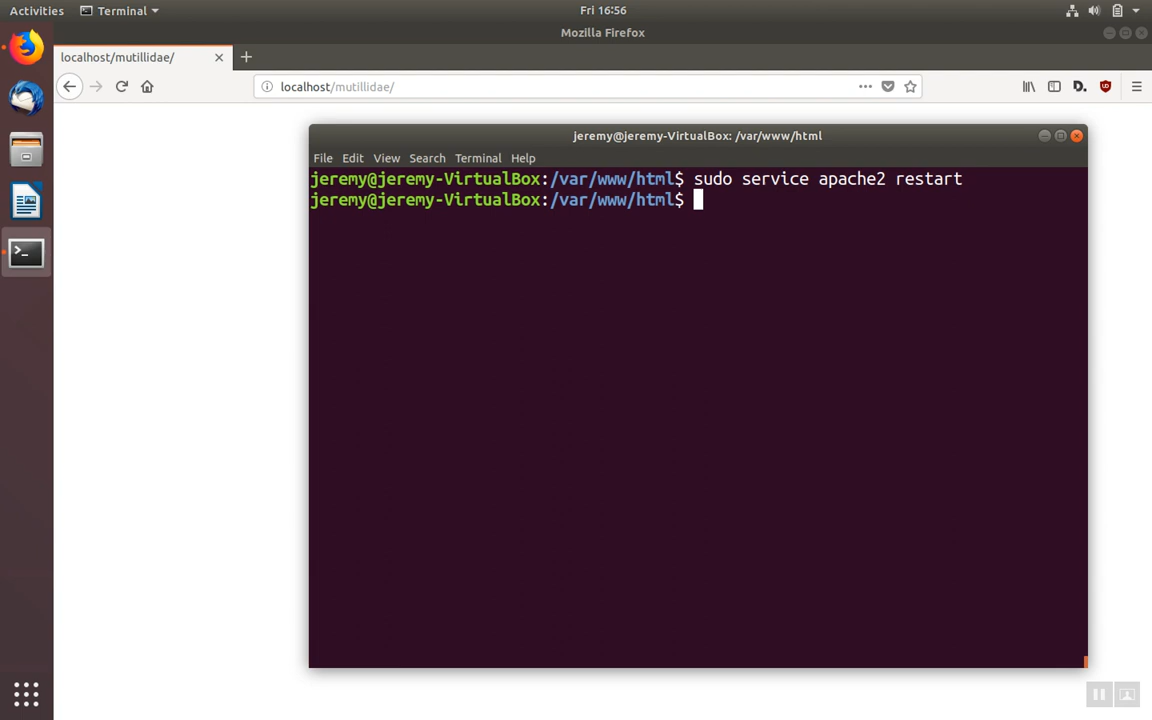 Activities Terminal Fri 16:56
Mozilla Firefox
localhost/mutillidae/
localhost/mutillidae/
jeremy@jeremy-VirtualBox: /var/www/html
File Edit View Search Terminal Help
jeremy@jeremy-VirtualBox:/var/www/html$ sudo service apache2 restart
jeremy@jeremy-VirtualBox:/var/www/html$